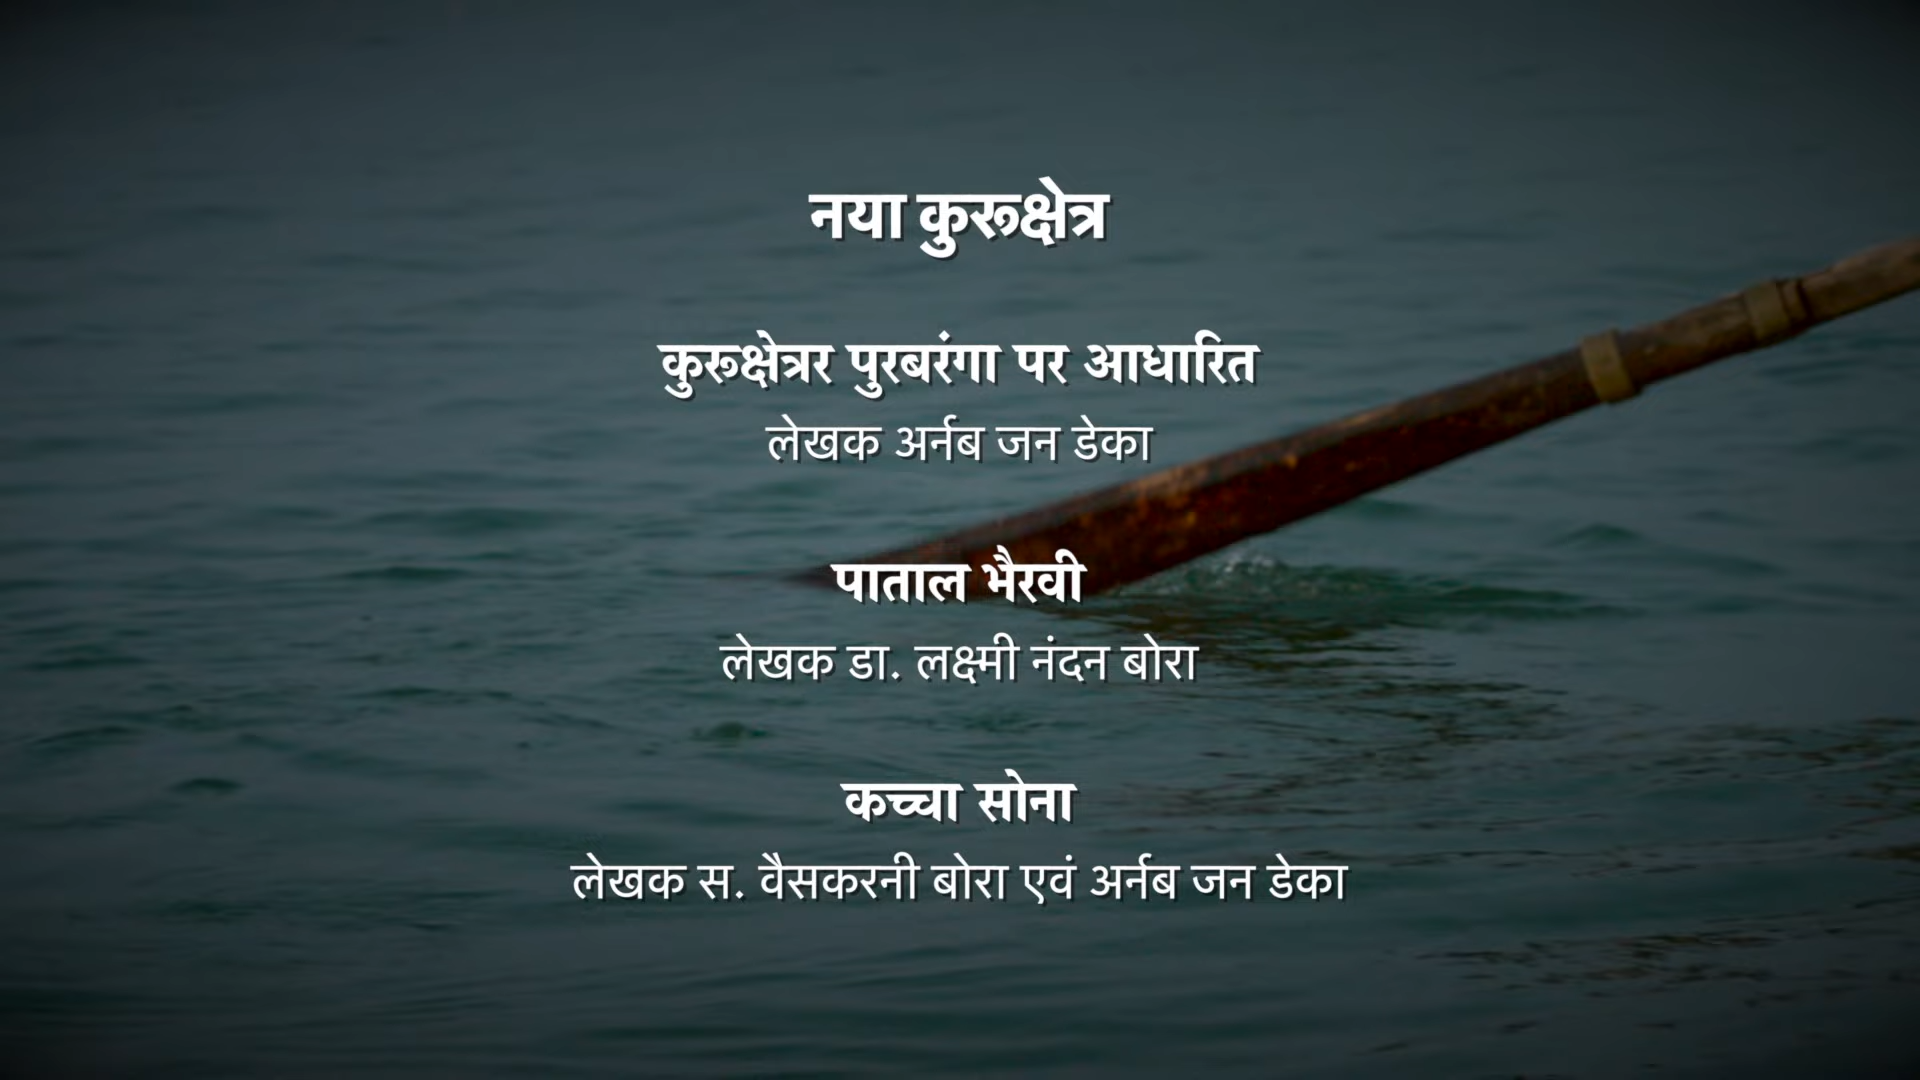 नया कुरूक्षेत्र
कुरूक्षेत्रर पुरबरंगा पर आधारित
लेखक अर्नब जन डेका
पाताल भैरवी
लेखक डा. लक्ष्मी नंदन बोरा
कच्चा सोना
लेखक स. वैसकरनी बोरा एवं अर्नब जन डेका